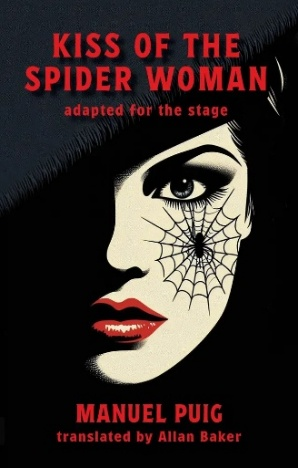 KISS OF THE
SPIDER WOMAN
adapted for the stage
MANUEL PUIG
translated by Allan Baker